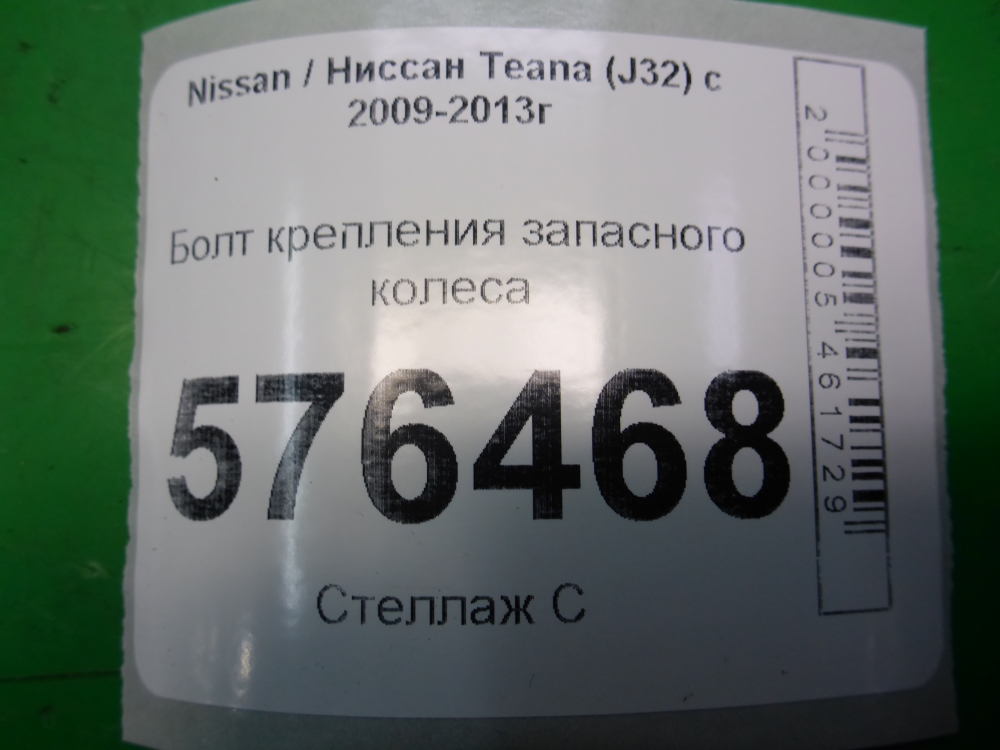 Nissan / Ниссан Teana (J32) с
2009-2013г
Болт крепления запасного
колеса
576468
Стеллаж С
2000005461729